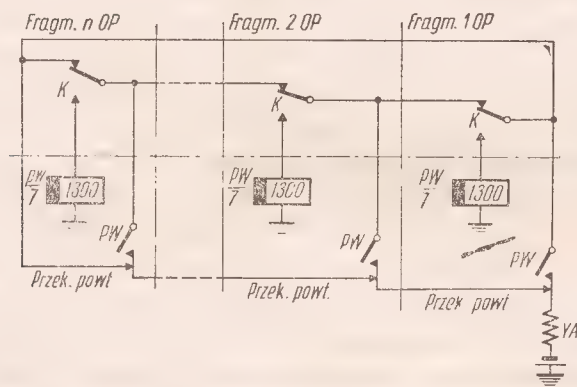 Fragm. n OP
Fragm. 2 OP
Fragm. 1 OP
K
K
K
PW
7
1300
PW
7
1300
PW
7
1300
PW
PW
PW
Przek. powt
Przek. powt.
Przek powt
YA